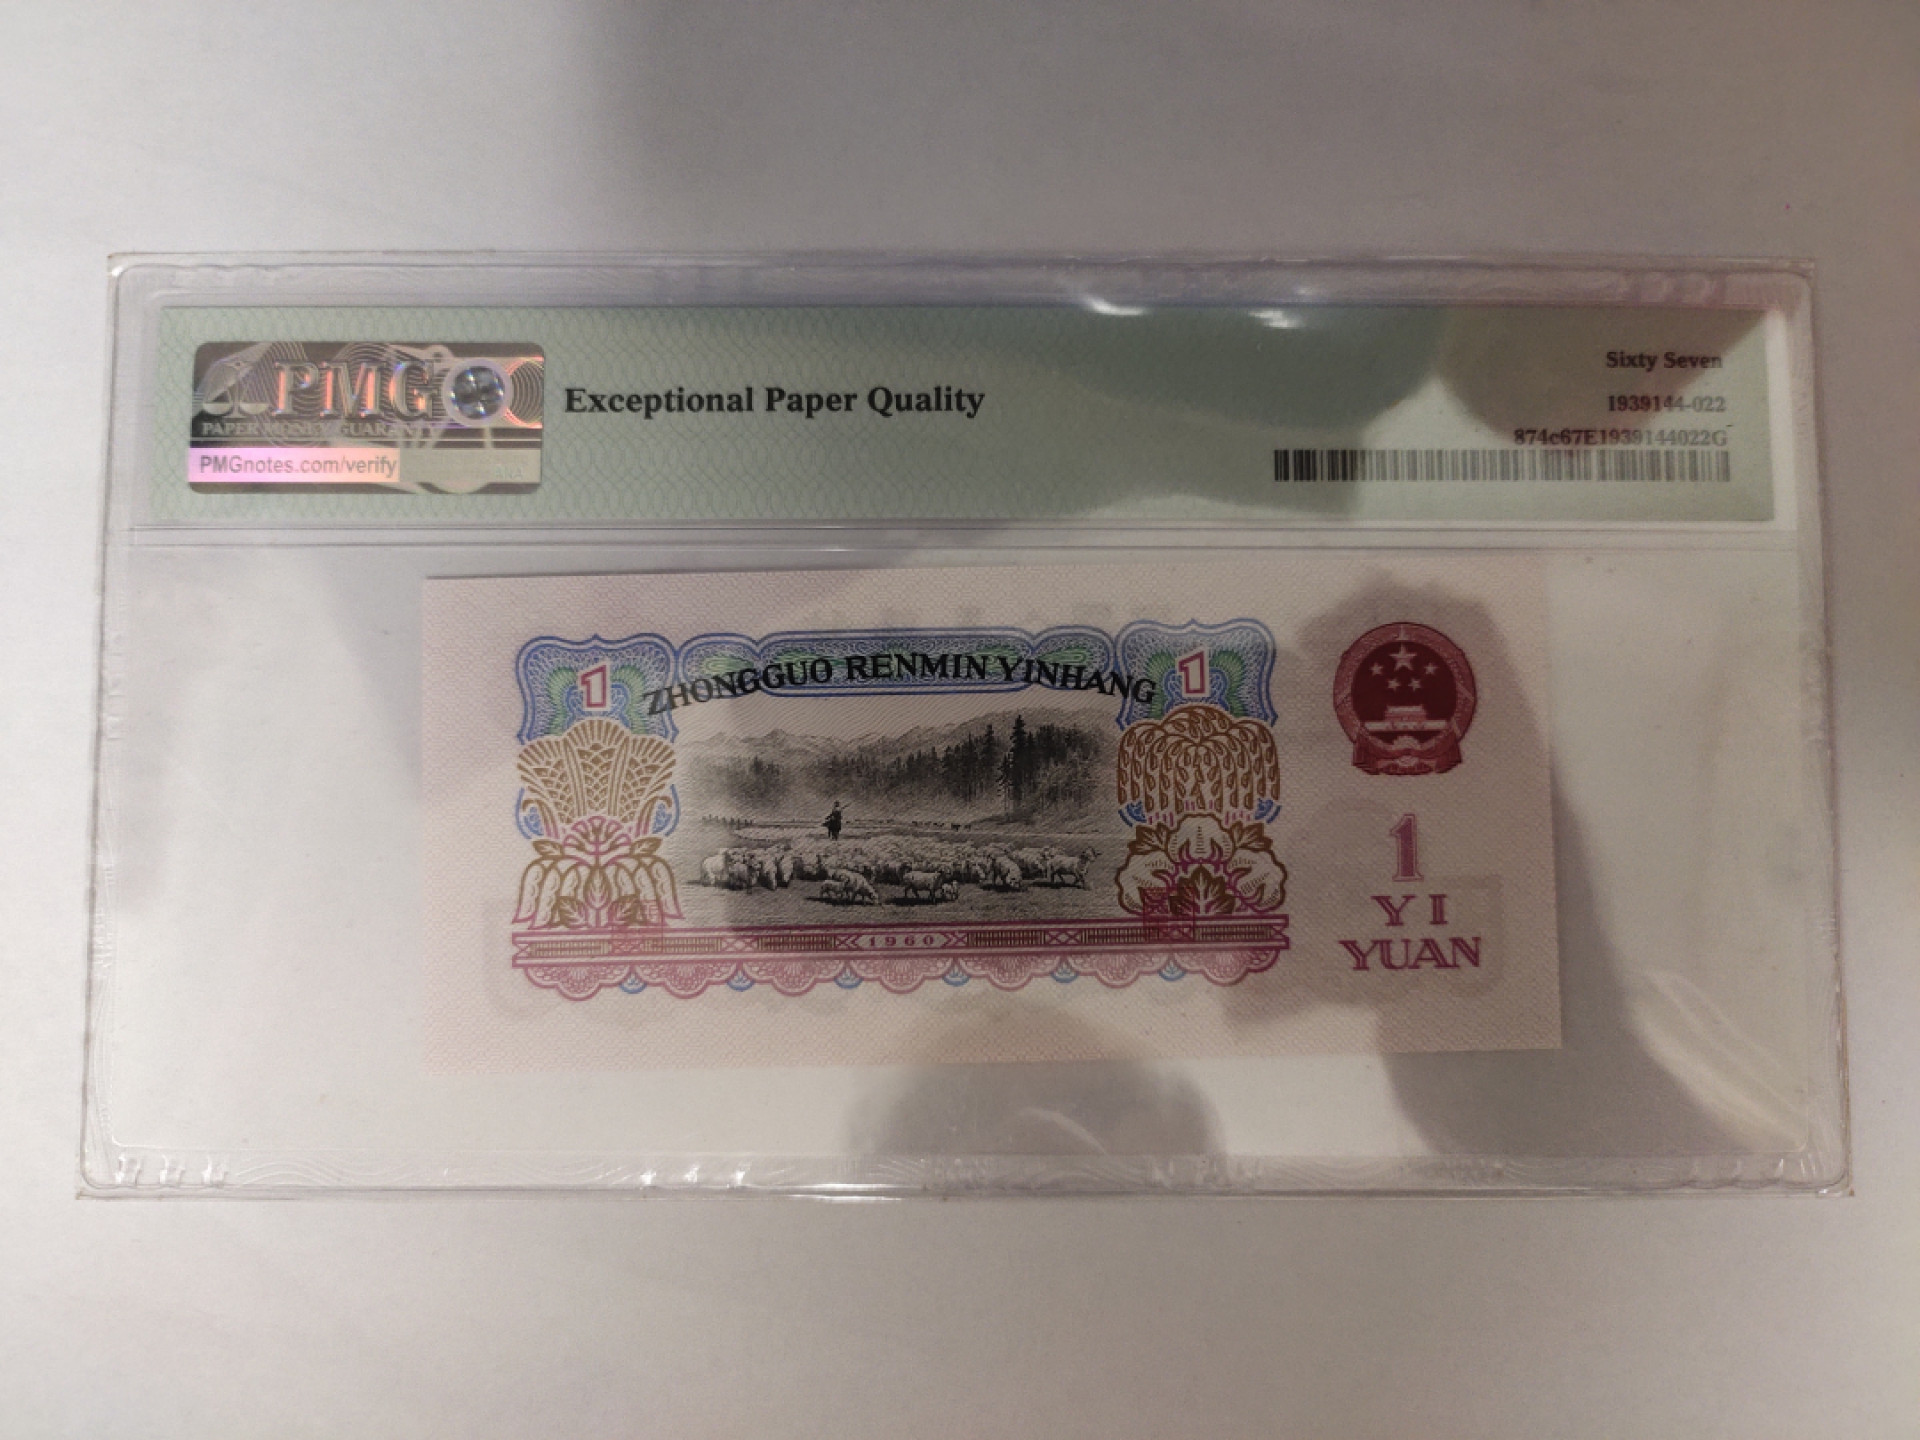 PMG
PAPER MONEY GUARANTY
PMGnotes.com/verify
Exceptional Paper Quality
Sixty Seven
1939144-022
874c67E1939144022G
1
ZHONGGUO RENMIN YINHANG
1
1960
1
YI
YUAN